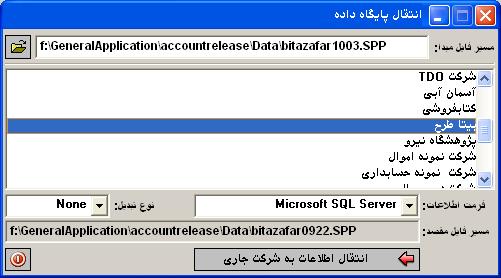 انتقال پایگاه داده
مسیر فایل مبدا:
f:\GeneralApplication\accountrelease\Data\bitazafar1003.SPP
شرکت TDO
آسمان آبی
کتابفروشی
بیتا طرح
پژوهشگاه نیرو
شرکت نمونه اموال
شرکت نمونه حسابداری
فرمت اطلاعات:
Microsoft SQL Server
نوع تبدیل:
None
مسیر فایل مقصد:
f:\GeneralApplication\accountrelease\Data\bitazafar0922.SPP
انتقال اطلاعات به شرکت جاری